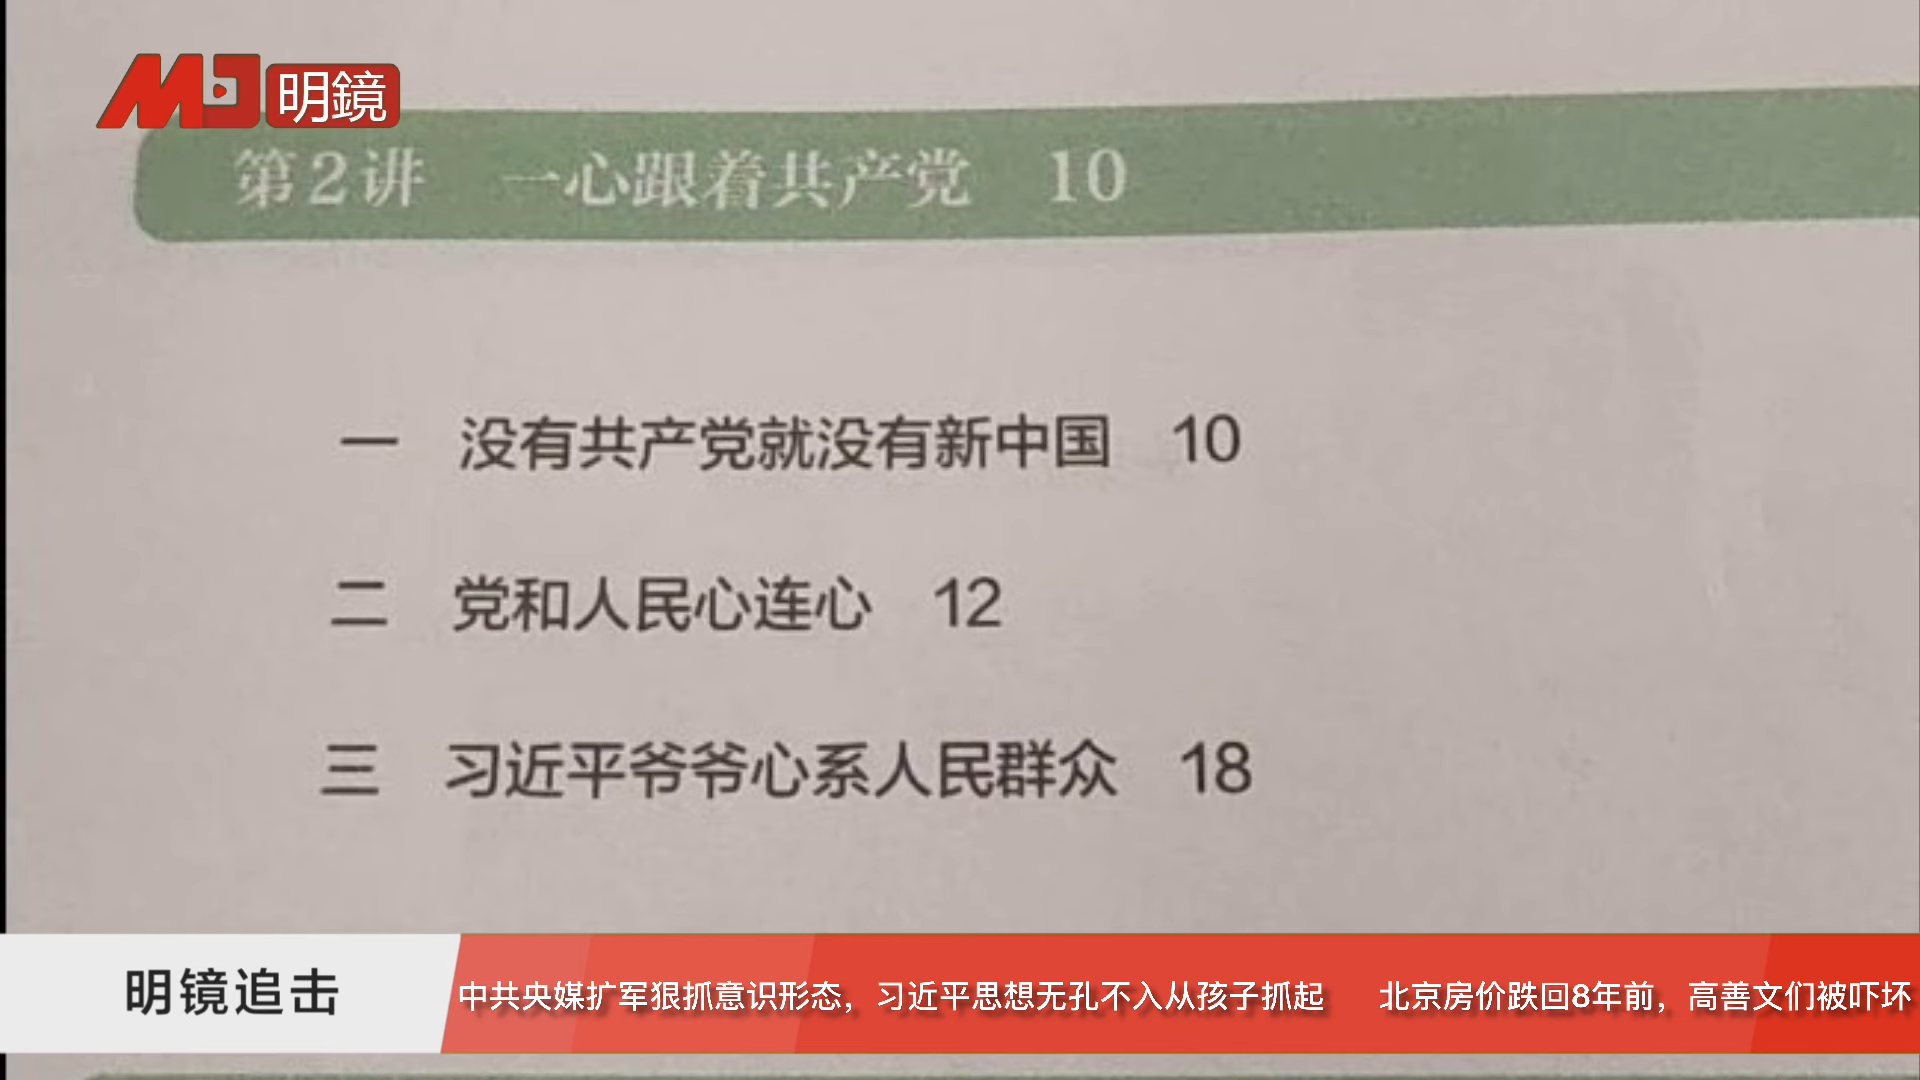 明鏡
第2讲 一心跟着共产党 10
一 没有共产党就没有新中国 10
二 党和人民心连心 12
三 习近平爷爷心系人民群众 18
明镜追击
中共央媒扩军狠抓意识形态，习近平思想无孔不入从孩子抓起 北京房价跌回8年前，高善文们被吓坏